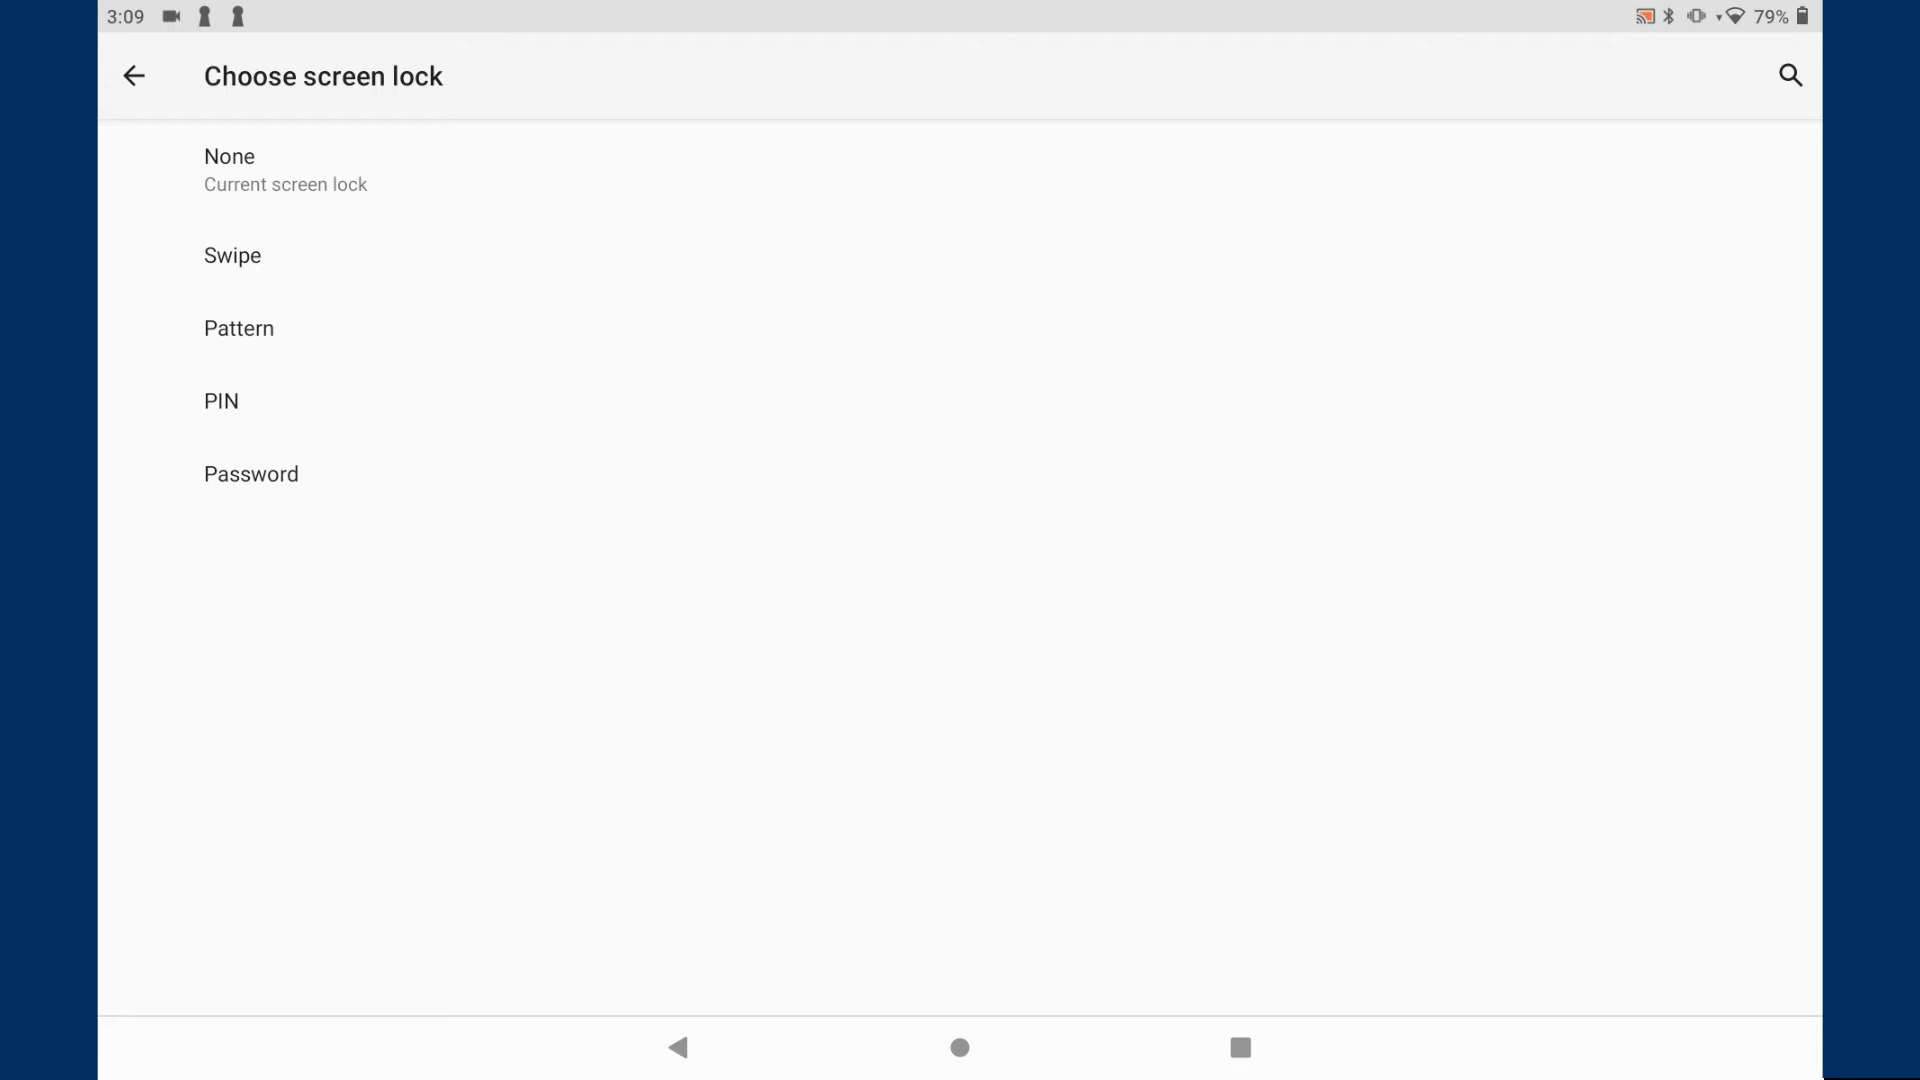 3:09
79%
Choose screen lock
None
Current screen lock
Swipe
Pattern
PIN
Password